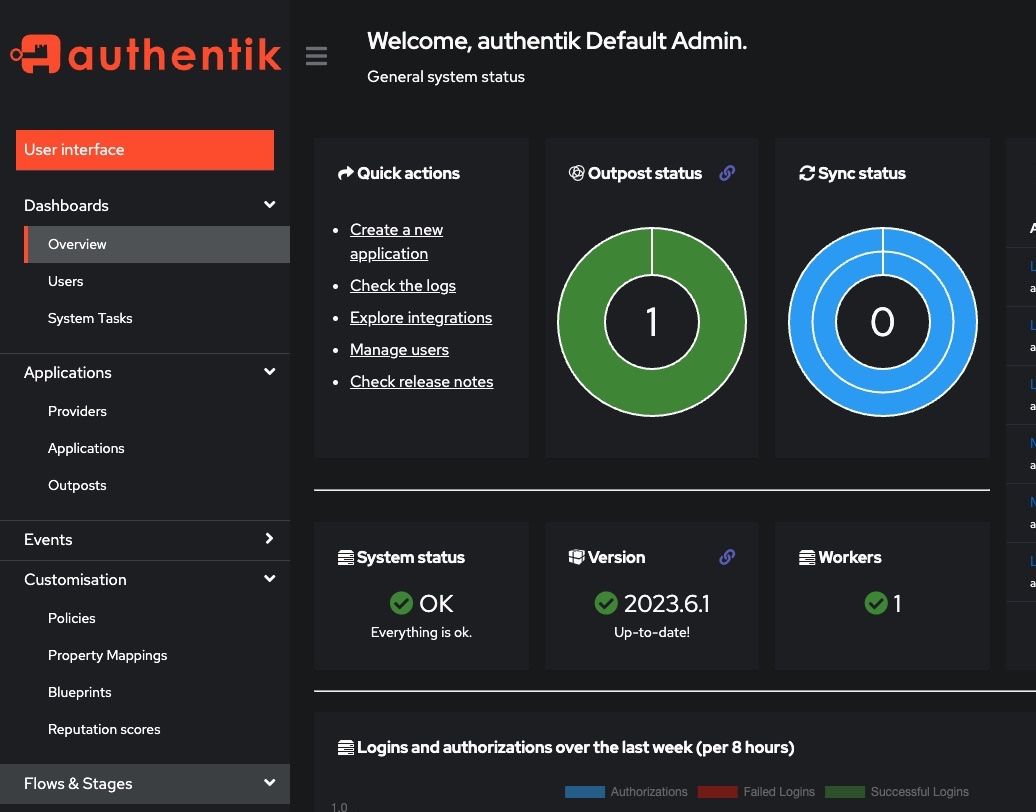 authentik
User interface
Dashboards
Overview
Users
System Tasks
Applications
Providers
Applications
Outposts
Events
Customisation
Policies
Property Mappings
Blueprints
Reputation scores
Flows & Stages
Welcome, authentik Default Admin.
General system status
Quick actions
Create a new
application
Check the logs
Explore integrations
Manage users
Check release notes
Outpost status
1
Sync status
0
System status
OK
Everything is ok.
Version
2023.6.1
Up-to-date!
Workers
1
Logins and authorizations over the last week (per 8 hours)
Authorizations Failed Logins Successful Logins
1.0